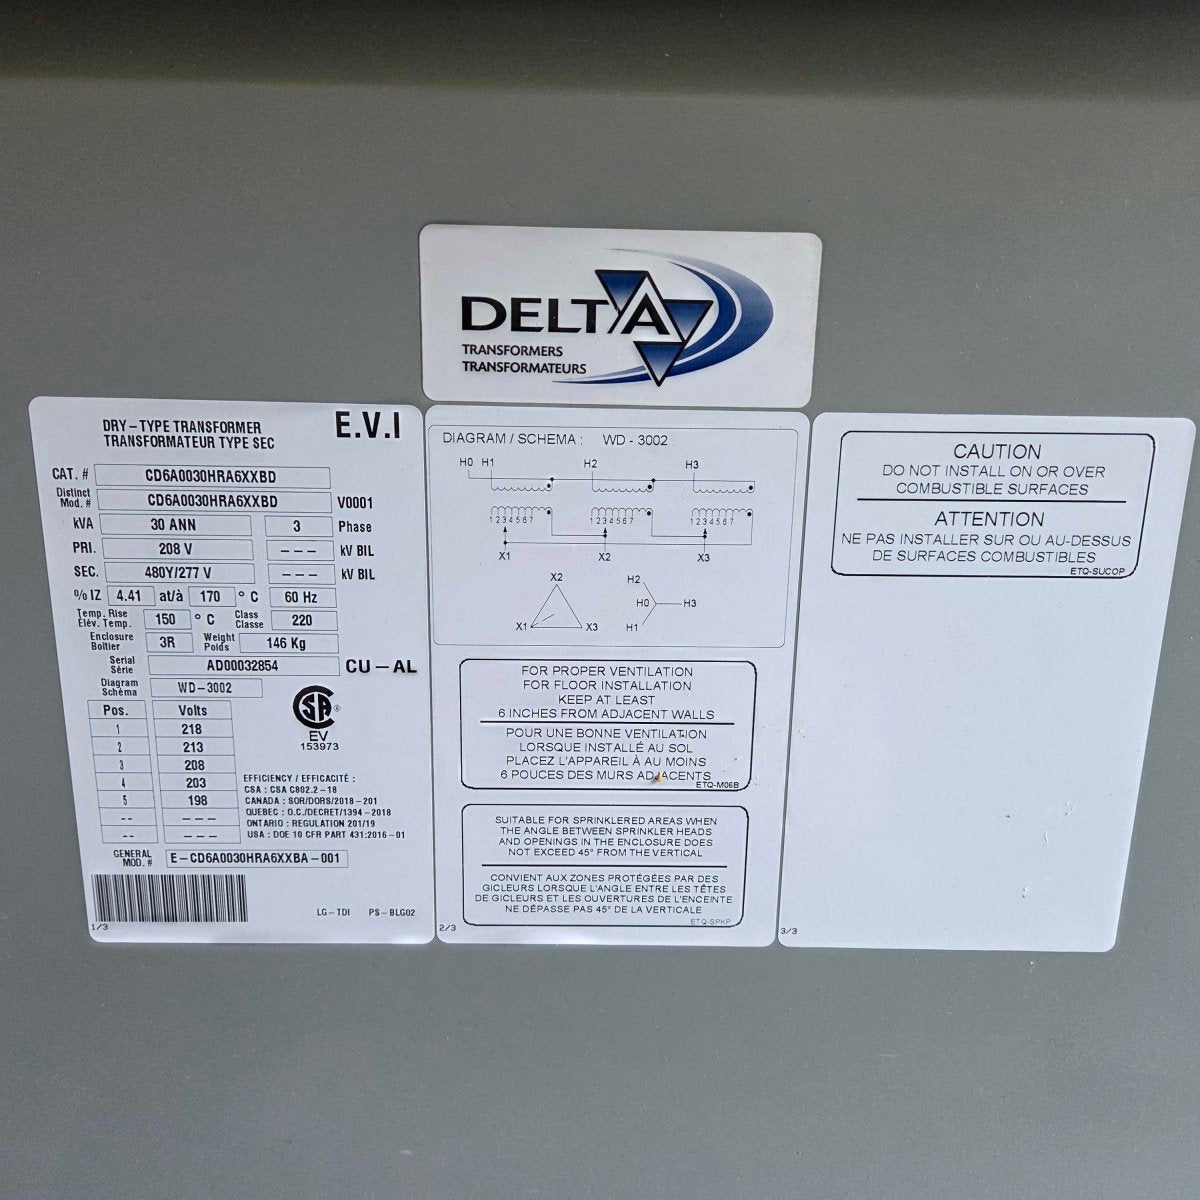 DELTA
TRANSFORMERS
TRANSFORMATEURS
DRY-TYPE TRANSFORMER
TRANSFORMATEUR TYPE SEC
E.V.I
CAT. # CD6A0030HRA6XXBD
Distinct Mod. # CD6A0030HRA6XXBD V0001
kVA 30 ANN 3 Phase
PRI. 208 V --- kV BIL
SEC. 480Y/277 V --- kV BIL
% IZ 4.41 at/à 170 ° C 60 Hz
Temp. Rise Élév. Temp. 150 ° C Class Classe 220
Enclosure Boîtier 3R Weight Poids 146 Kg
Serial Série AD00032854 CU-AL
Diagram Schéma WD-3002
Pos. Volts
1 218
2 213
3 208
4 203
5 198
-- ---
-- ---
CSA ®
EV
153973
EFFICIENCY / EFFICACITÉ :
CSA : CSA C802.2-18
CANADA : SOR/DORS/2018-201
QUEBEC : O.C./DECRET/1394-2018
ONTARIO : REGULATION 201/19
USA : DOE 10 CFR PART 431:2016-01
GENERAL MOD. # E-CD6A0030HRA6XXBA-001
LG-TDI PS-BLG02
1/3
DIAGRAM / SCHEMA : WD - 3002
H0 H1 H2 H3
1234567 1234567 1234567
X1 X2 X3
X2 H2
H0 H3
X1 X3 H1
FOR PROPER VENTILATION
FOR FLOOR INSTALLATION
KEEP AT LEAST
6 INCHES FROM ADJACENT WALLS
POUR UNE BONNE VENTILATION
LORSQUE INSTALLÉ AU SOL
PLACEZ L'APPAREIL À AU MOINS
6 POUCES DES MURS ADJACENTS
ETQ-M06B
SUITABLE FOR SPRINKLERED AREAS WHEN
THE ANGLE BETWEEN SPRINKLER HEADS
AND OPENINGS IN THE ENCLOSURE DOES
NOT EXCEED 45° FROM THE VERTICAL
CONVIENT AUX ZONES PROTÉGÉES PAR DES
GICLEURS LORSQUE L'ANGLE ENTRE LES TÊTES
DE GICLEURS ET LES OUVERTURES DE L'ENCEINTE
NE DÉPASSE PAS 45° DE LA VERTICALE
ETQ-SPKP
2/3
CAUTION
DO NOT INSTALL ON OR OVER
COMBUSTIBLE SURFACES
ATTENTION
NE PAS INSTALLER SUR OU AU-DESSUS
DE SURFACES COMBUSTIBLES
ETQ-SUCOP
3/3